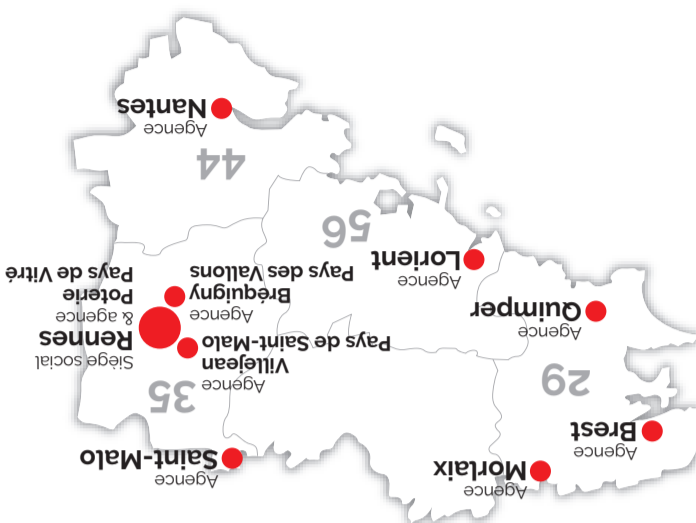 Agence
Morlaix
Agence
Brest
29
Agence
Quimper
Agence
Lorient
56
Agence
Saint-Malo
35
Agence
Villejean
Pays de Saint-Malo
Siège social
Rennes
& agence
Poterie
Pays de Vitré
Agence
Bréquigny
Pays des Vallons
44
Agence
Nantes